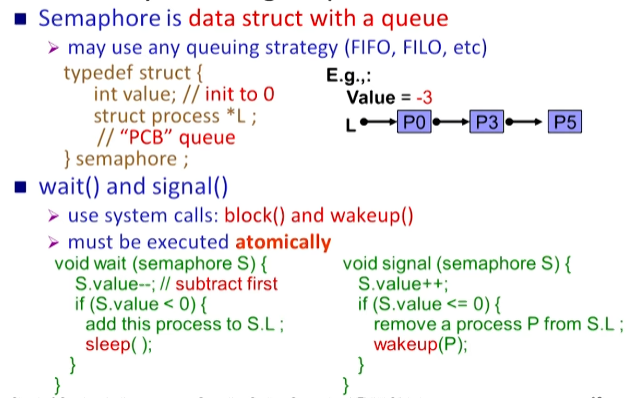 Semaphore is data struct with a queue
may use any queuing strategy (FIFO, FILO, etc)
typedef struct {
int value; // init to 0
struct process *L ;
// “PCB” queue
} semaphore ;
E.g.,:
Value = -3
L P0 P3 P5
wait() and signal()
use system calls: block() and wakeup()
must be executed atomically
void wait (semaphore S) {
S.value--; // subtract first
if (S.value < 0) {
add this process to S.L ;
sleep( );
}
}
void signal (semaphore S) {
S.value++;
if (S.value <= 0) {
remove a process P from S.L ;
wakeup(P);
}
}